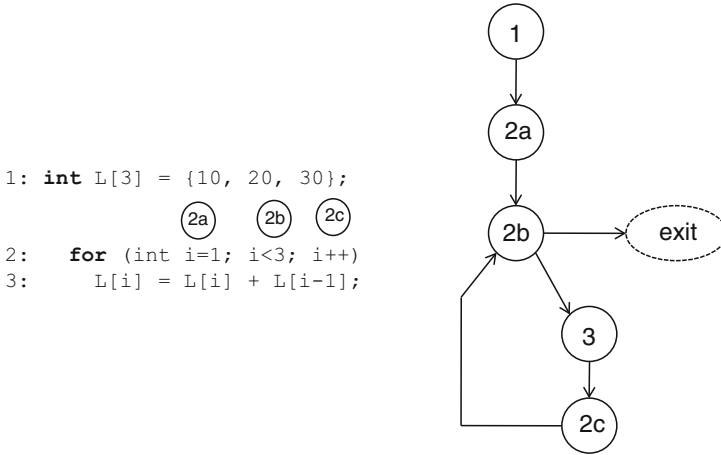 1: int L[3] = {10, 20, 30};
2a 2b 2c
2: for (int i=1; i<3; i++)
3: L[i] = L[i] + L[i-1];
1
2a
2b exit
3
2c